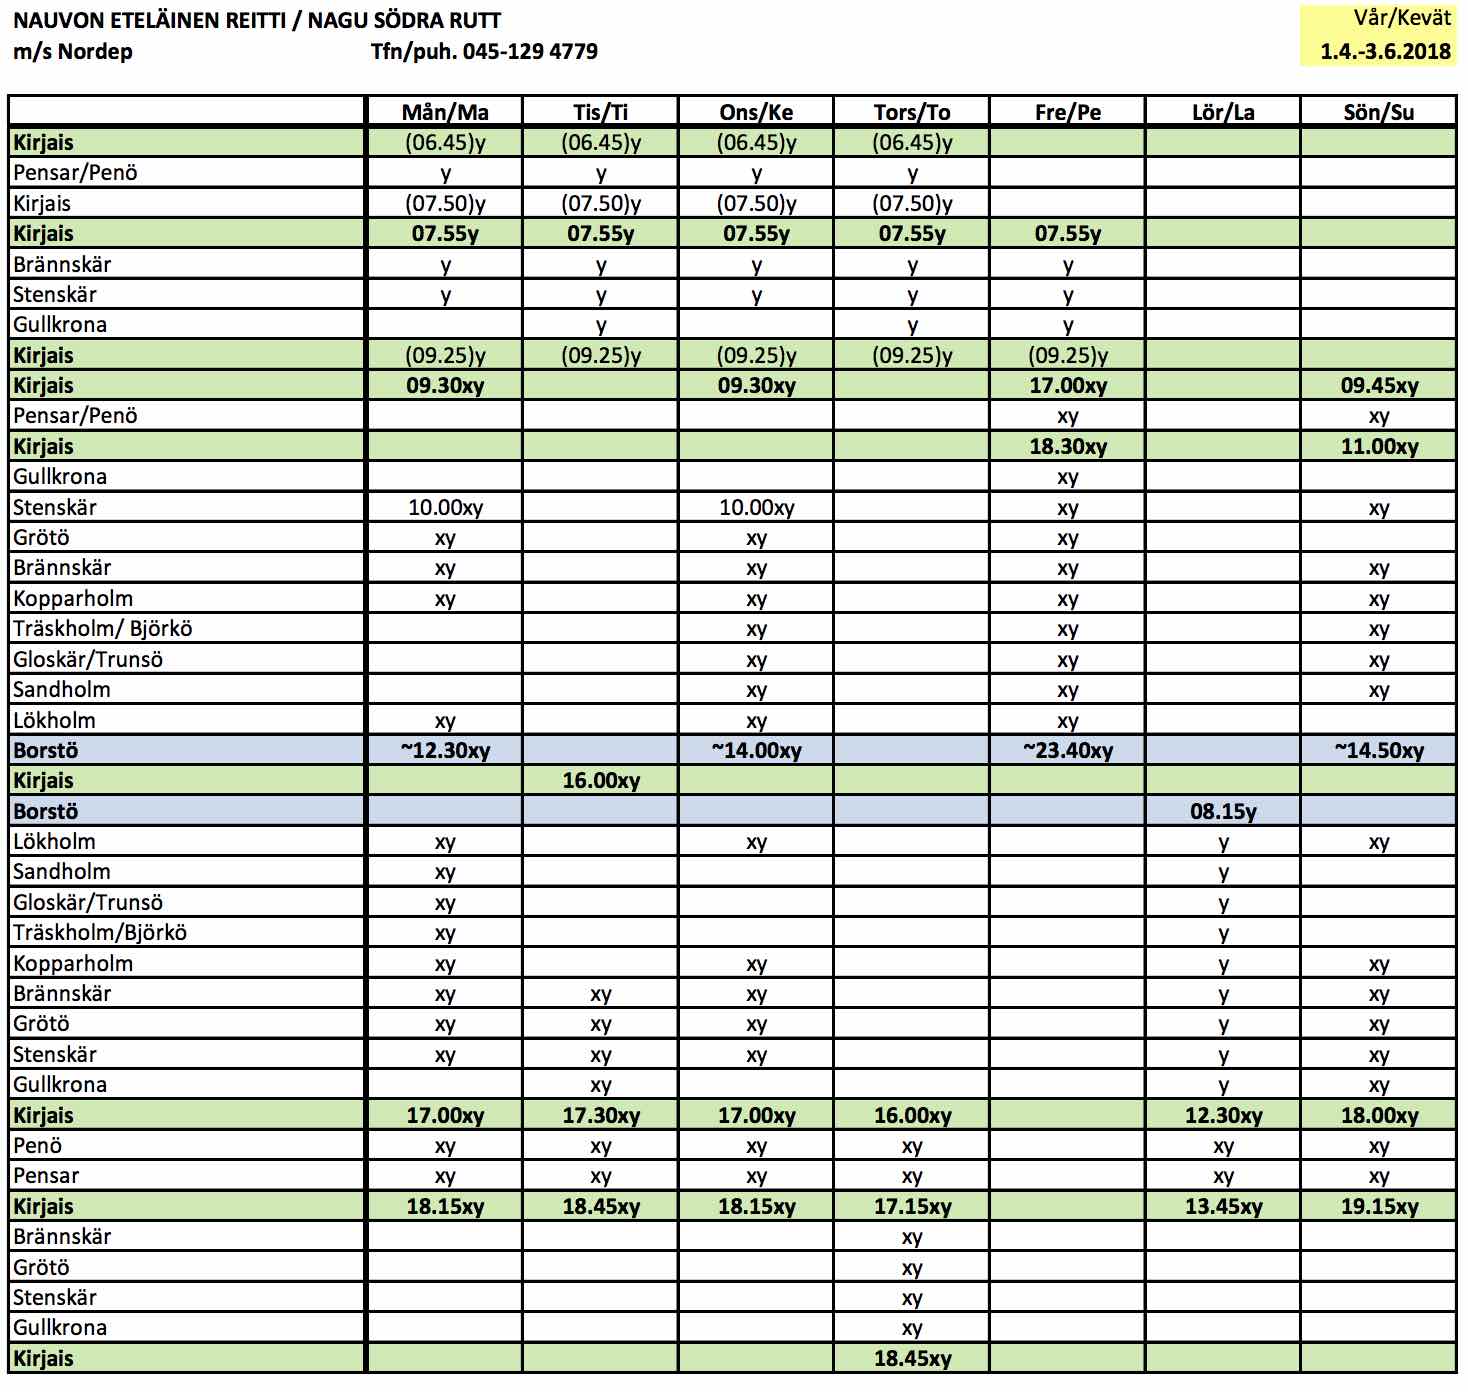 NAUVON ETELÄINEN REITTI / NAGU SÖDRA RUTT Vår/Kevät
m/s Nordep Tfn/puh. 045-129 4779 1.4.-3.6.2018
Mån/Ma Tis/Ti Ons/Ke Tors/To Fre/Pe Lör/La Sön/Su
Kirjais (06.45)y (06.45)y (06.45)y (06.45)y
Pensar/Penö y y y y
Kirjais (07.50)y (07.50)y (07.50)y (07.50)y
Kirjais 07.55y 07.55y 07.55y 07.55y 07.55y
Brännskär y y y y y
Stenskär y y y y y
Gullkrona y y y
Kirjais (09.25)y (09.25)y (09.25)y (09.25)y (09.25)y
Kirjais 09.30xy 09.30xy 17.00xy 09.45xy
Pensar/Penö xy xy
Kirjais 18.30xy 11.00xy
Gullkrona xy
Stenskär 10.00xy 10.00xy xy xy
Grötö xy xy xy
Brännskär xy xy xy xy
Kopparholm xy xy xy xy
Träskholm/ Björkö xy xy xy
Gloskär/Trunsö xy xy xy
Sandholm xy xy xy
Lökholm xy xy xy
Borstö ~12.30xy ~14.00xy ~23.40xy ~14.50xy
Kirjais 16.00xy
Borstö 08.15y
Lökholm xy xy y xy
Sandholm xy y
Gloskär/Trunsö xy y
Träskholm/Björkö xy y
Kopparholm xy xy y xy
Brännskär xy xy xy y xy
Grötö xy xy xy y xy
Stenskär xy xy xy y xy
Gullkrona xy y xy
Kirjais 17.00xy 17.30xy 17.00xy 16.00xy 12.30xy 18.00xy
Penö xy xy xy xy xy xy
Pensar xy xy xy xy xy xy
Kirjais 18.15xy 18.45xy 18.15xy 17.15xy 13.45xy 19.15xy
Brännskär xy
Grötö xy
Stenskär xy
Gullkrona xy
Kirjais 18.45xy